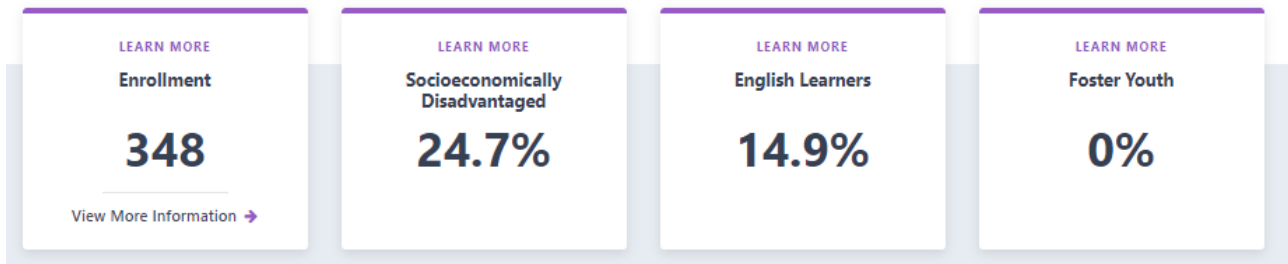 LEARN MORE
Enrollment
348
View More Information
LEARN MORE
Socioeconomically
Disadvantaged
24.7%
LEARN MORE
English Learners
14.9%
LEARN MORE
Foster Youth
0%